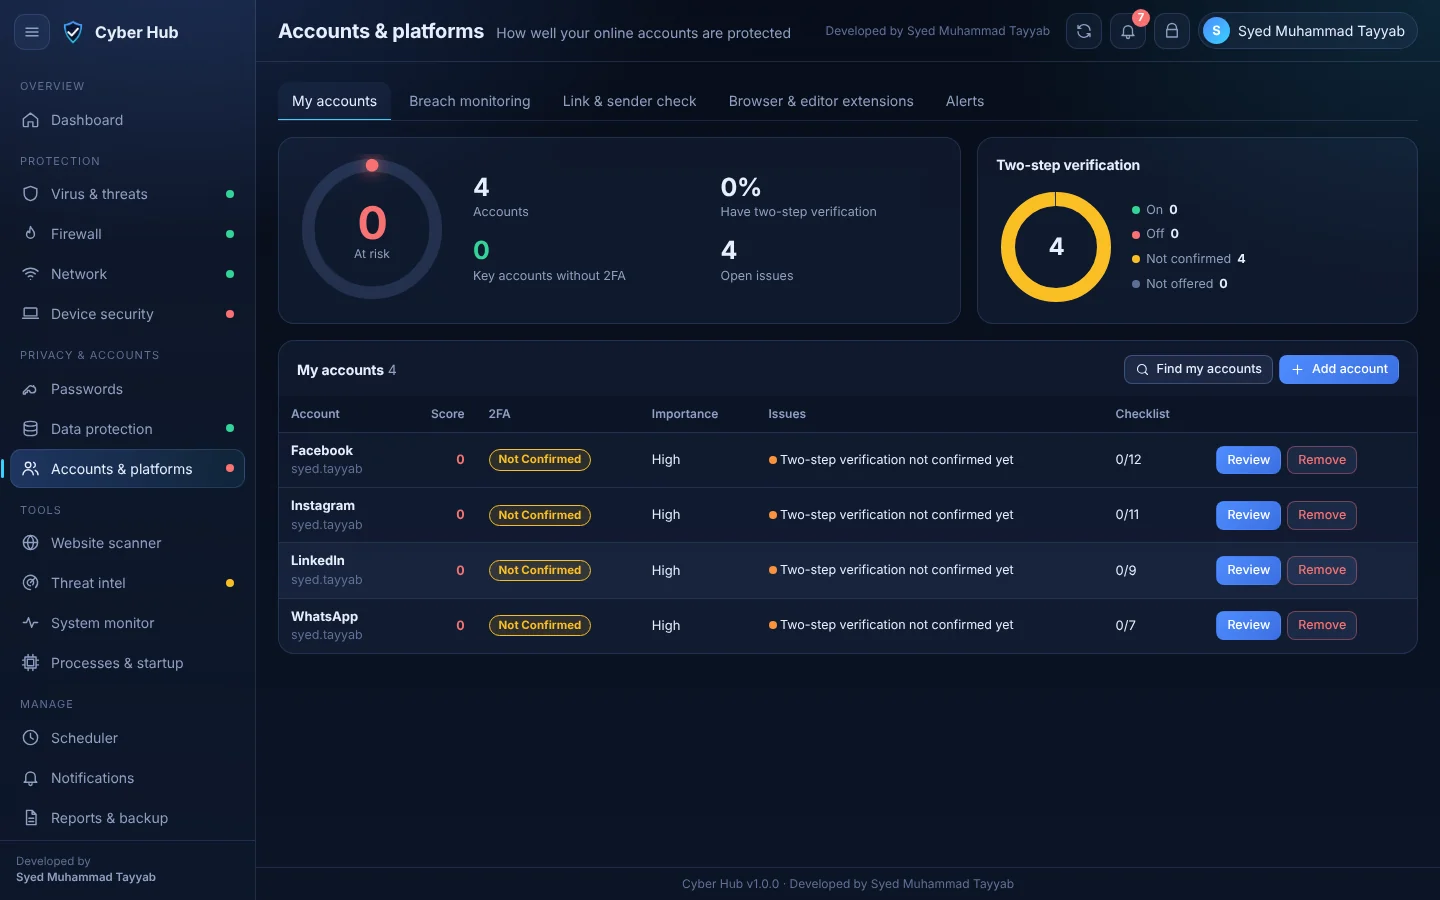 Cyber Hub
OVERVIEW
Dashboard
PROTECTION
Virus & threats
Firewall
Network
Device security
PRIVACY & ACCOUNTS
Passwords
Data protection
Accounts & platforms
TOOLS
Website scanner
Threat intel
System monitor
Processes & startup
MANAGE
Scheduler
Notifications
Reports & backup
Developed by
Syed Muhammad Tayyab
Accounts & platforms How well your online accounts are protected
Developed by Syed Muhammad Tayyab
7
S Syed Muhammad Tayyab
My accounts Breach monitoring Link & sender check Browser & editor extensions Alerts
0
At risk
4
Accounts
0%
Have two-step verification
0
Key accounts without 2FA
4
Open issues
Two-step verification
4
On 0
Off 0
Not confirmed 4
Not offered 0
My accounts 4
Find my accounts
Add account
Account Score 2FA Importance Issues Checklist
Facebook
syed.tayyab
0 Not Confirmed High Two-step verification not confirmed yet 0/12 Review Remove
Instagram
syed.tayyab
0 Not Confirmed High Two-step verification not confirmed yet 0/11 Review Remove
LinkedIn
syed.tayyab
0 Not Confirmed High Two-step verification not confirmed yet 0/9 Review Remove
WhatsApp
syed.tayyab
0 Not Confirmed High Two-step verification not confirmed yet 0/7 Review Remove
Cyber Hub v1.0.0 · Developed by Syed Muhammad Tayyab